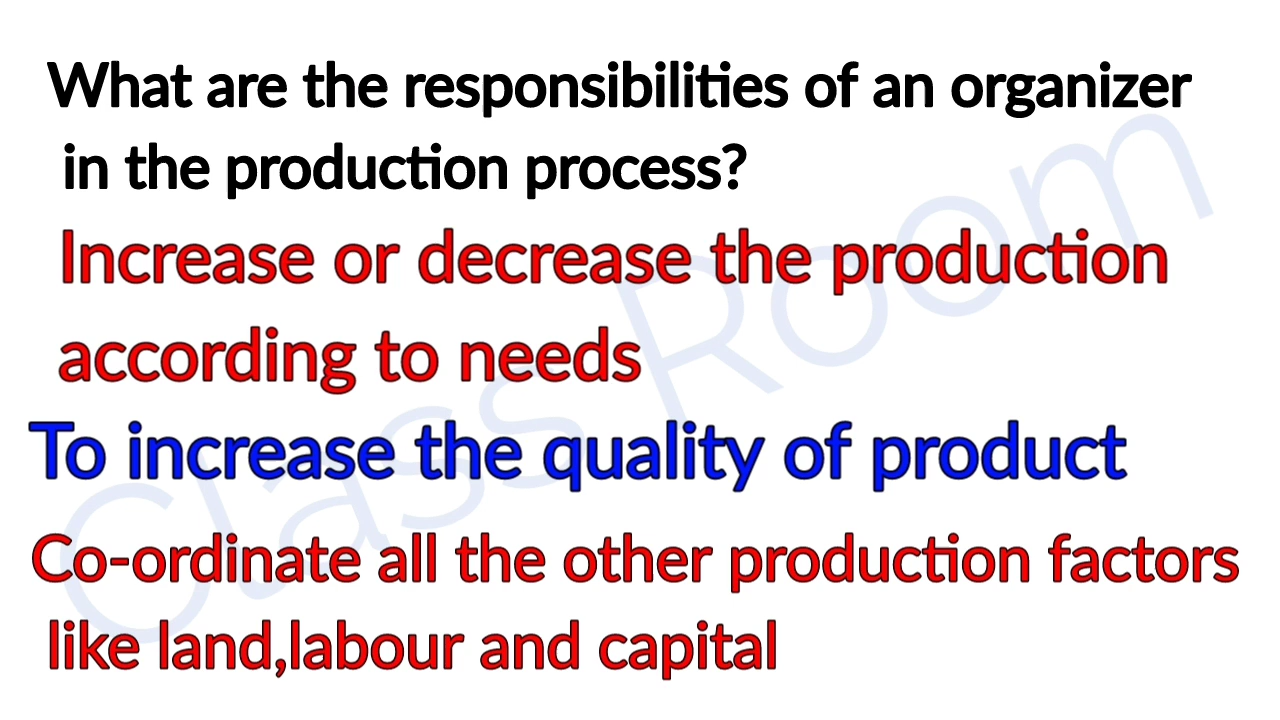 What are the responsibilities of an organizer
in the production process?
Increase or decrease the production
according to needs
To increase the quality of product
Co-ordinate all the other production factors
like land,labour and capital
Class Room